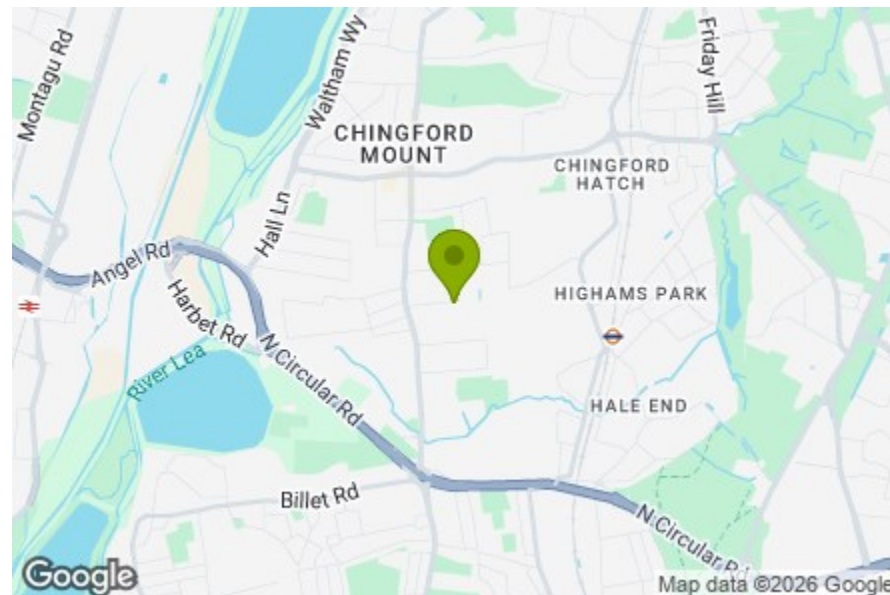 Montagu Rd
Waltham Wy
Friday Hill
CHINGFORD
MOUNT
CHINGFORD
HATCH
Hall Ln
Angel Rd
Harbet Rd
HIGHAMS PARK
River Lea
N Circular Rd
HALE END
Billet Rd
N Circular Rd
Google
Map data ©2026 Google